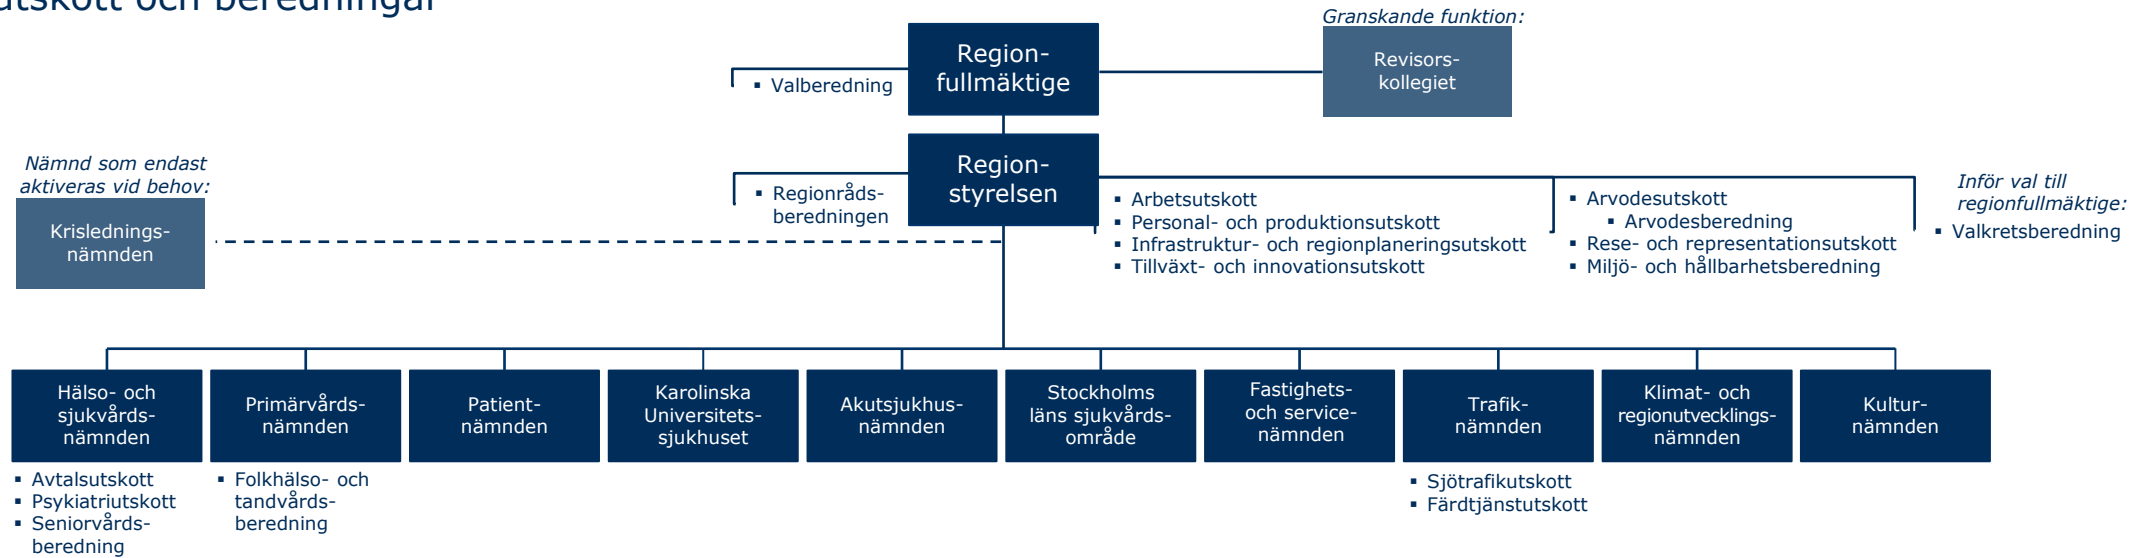 utskott och beredningar
Granskande funktion:
Region-
fullmäktige
Revisors-
kollegiet
▪ Valberedning
Nämnd som endast
aktiveras vid behov:
Krislednings-
nämnden
Region-
styrelsen
▪ Regionråds-
beredningen
▪ Arbetsutskott
▪ Personal- och produktionsutskott
▪ Infrastruktur- och regionplaneringsutskott
▪ Tillväxt- och innovationsutskott
▪ Arvodesutskott
▪ Arvodesberedning
▪ Rese- och representationsutskott
▪ Miljö- och hållbarhetsberedning
Inför val till
regionfullmäktige:
▪ Valkretsberedning
Hälso- och
sjukvårds-
nämnden
Primärvårds-
nämnden
Patient-
nämnden
Karolinska
Universitets-
sjukhuset
Akutsjukhus-
nämnden
Stockholms
läns sjukvårds-
område
Fastighets-
och service-
nämnden
Trafik-
nämnden
Klimat- och
regionutvecklings-
nämnden
Kultur-
nämnden
▪ Avtalsutskott
▪ Psykiatriutskott
▪ Seniorvårds-
beredning
▪ Folkhälso- och
tandvårds-
beredning
▪ Sjötrafikutskott
▪ Färdtjänstutskott